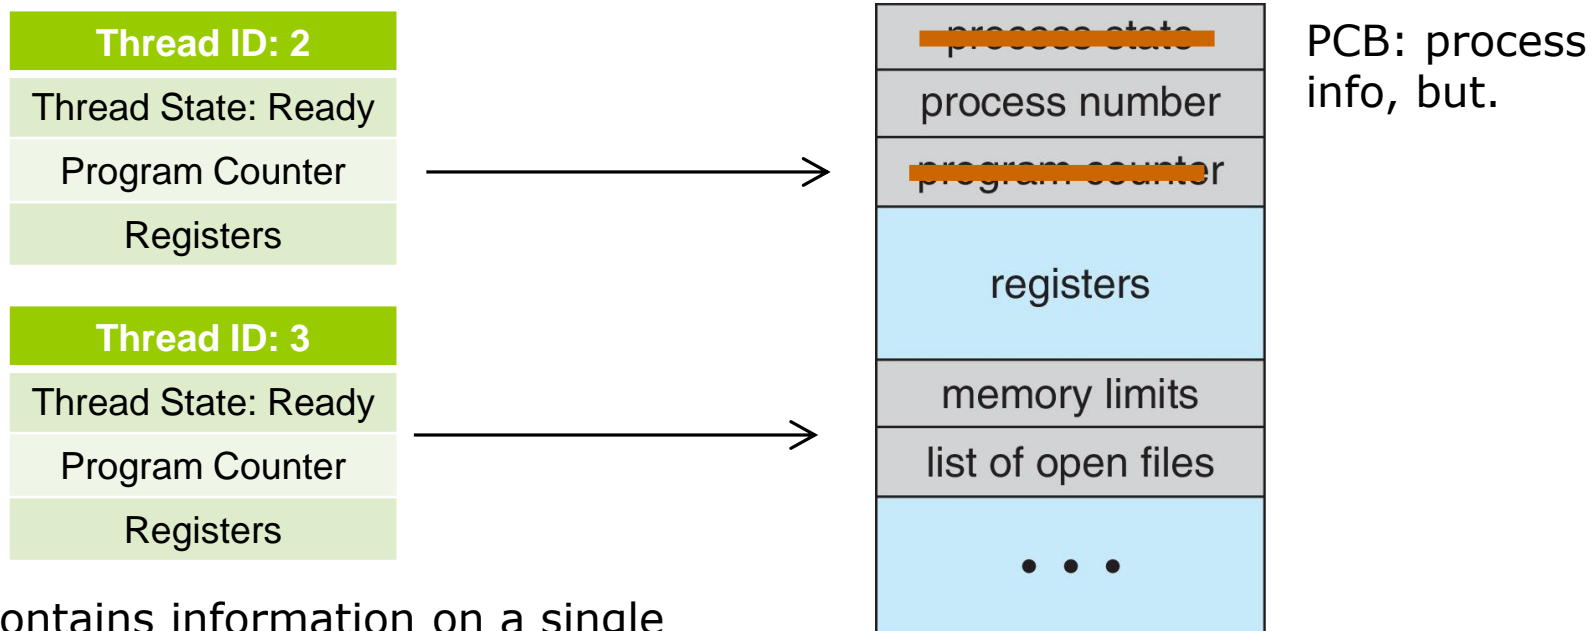 Thread ID: 2
Thread State: Ready
Program Counter
Registers
Thread ID: 3
Thread State: Ready
Program Counter
Registers
ontains information on a single
process state
process number
program counter
registers
memory limits
list of open files
• • •
PCB: process
info, but.